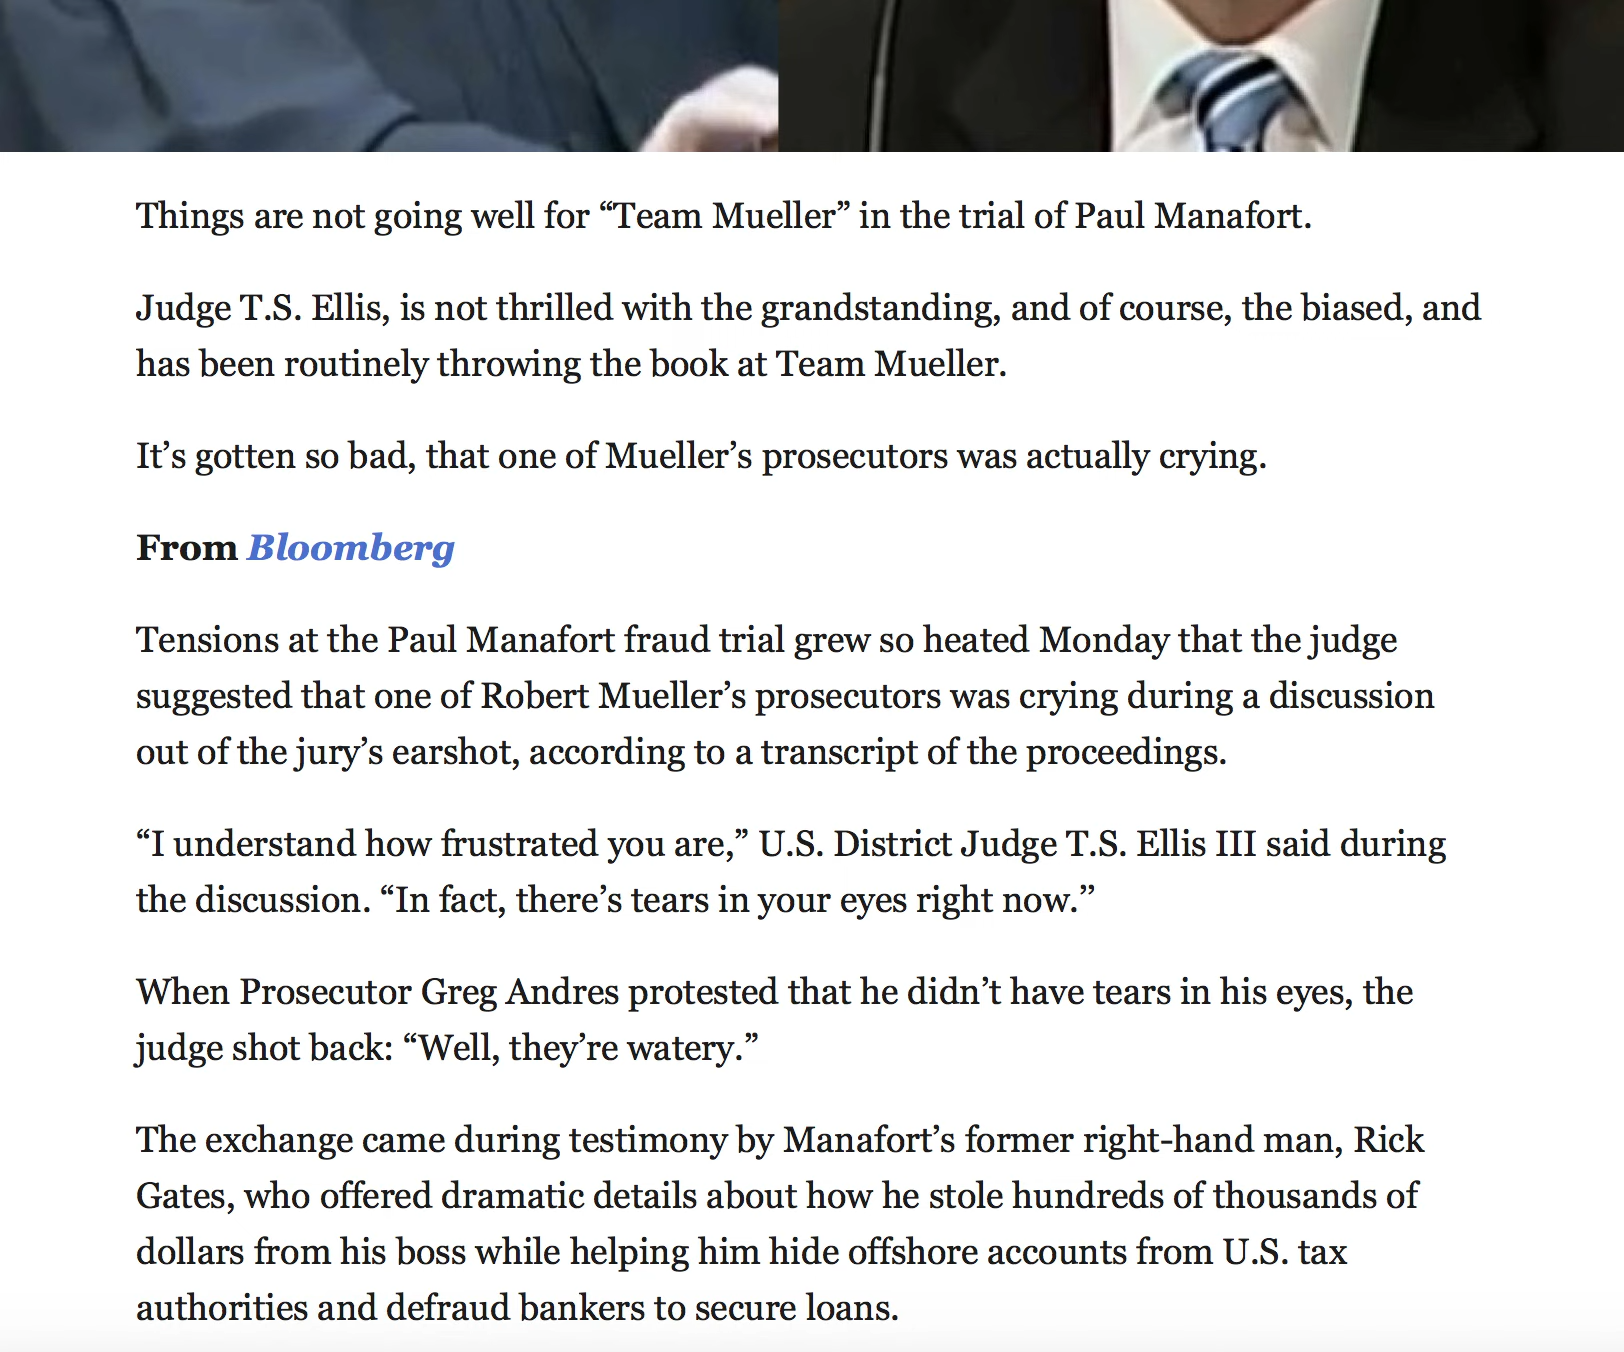 Things are not going well for “Team Mueller” in the trial of Paul Manafort.
Judge T.S. Ellis, is not thrilled with the grandstanding, and of course, the biased, and
has been routinely throwing the book at Team Mueller.
It’s gotten so bad, that one of Mueller’s prosecutors was actually crying.
From Bloomberg
Tensions at the Paul Manafort fraud trial grew so heated Monday that the judge
suggested that one of Robert Mueller’s prosecutors was crying during a discussion
out of the jury’s earshot, according to a transcript of the proceedings.
“I understand how frustrated you are,” U.S. District Judge T.S. Ellis III said during
the discussion. “In fact, there’s tears in your eyes right now.”
When Prosecutor Greg Andres protested that he didn’t have tears in his eyes, the
judge shot back: “Well, they’re watery.”
The exchange came during testimony by Manafort’s former right-hand man, Rick
Gates, who offered dramatic details about how he stole hundreds of thousands of
dollars from his boss while helping him hide offshore accounts from U.S. tax
authorities and defraud bankers to secure loans.